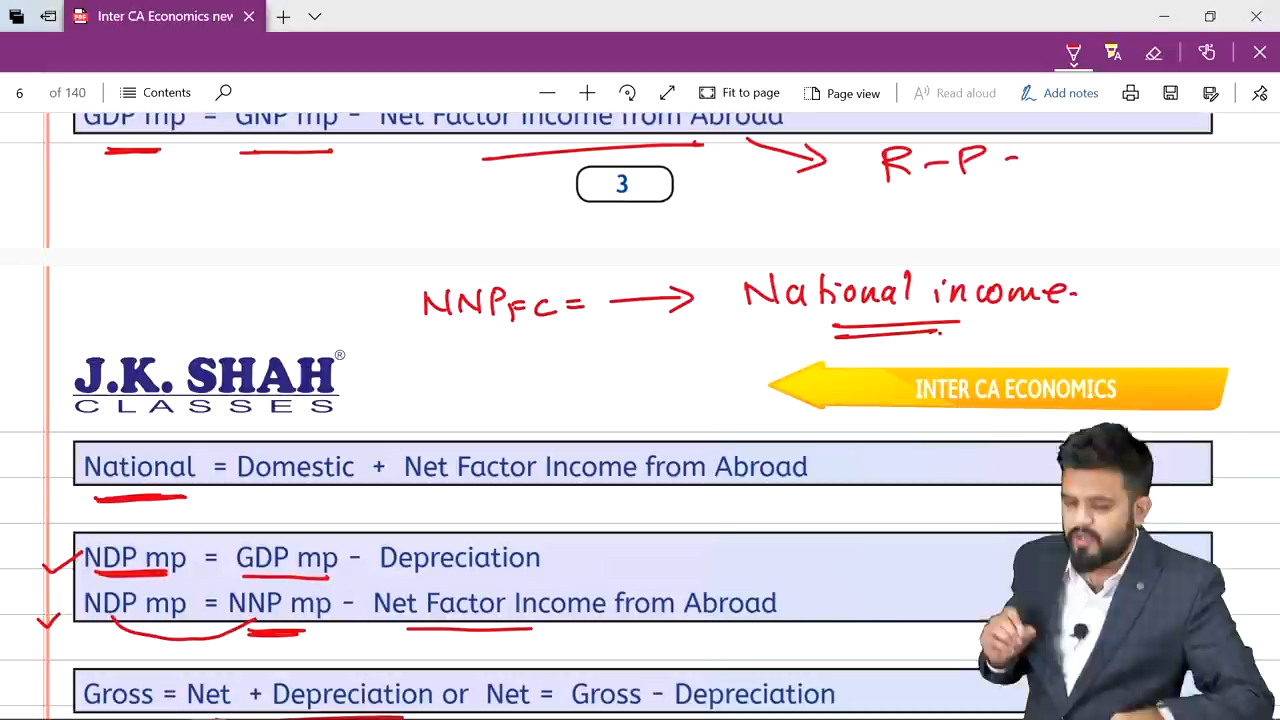 Inter CA Economics new
6 of 140 Contents Fit to page Page view Read aloud Add notes
GDP mp = GNP mp - Net Factor Income from Abroad
R - P -
3
NNP FC = National income.
J.K. SHAH ®
CLASSES
INTER CA ECONOMICS
National = Domestic + Net Factor Income from Abroad
NDP mp = GDP mp - Depreciation
NDP mp = NNP mp - Net Factor Income from Abroad
Gross = Net + Depreciation or Net = Gross - Depreciation